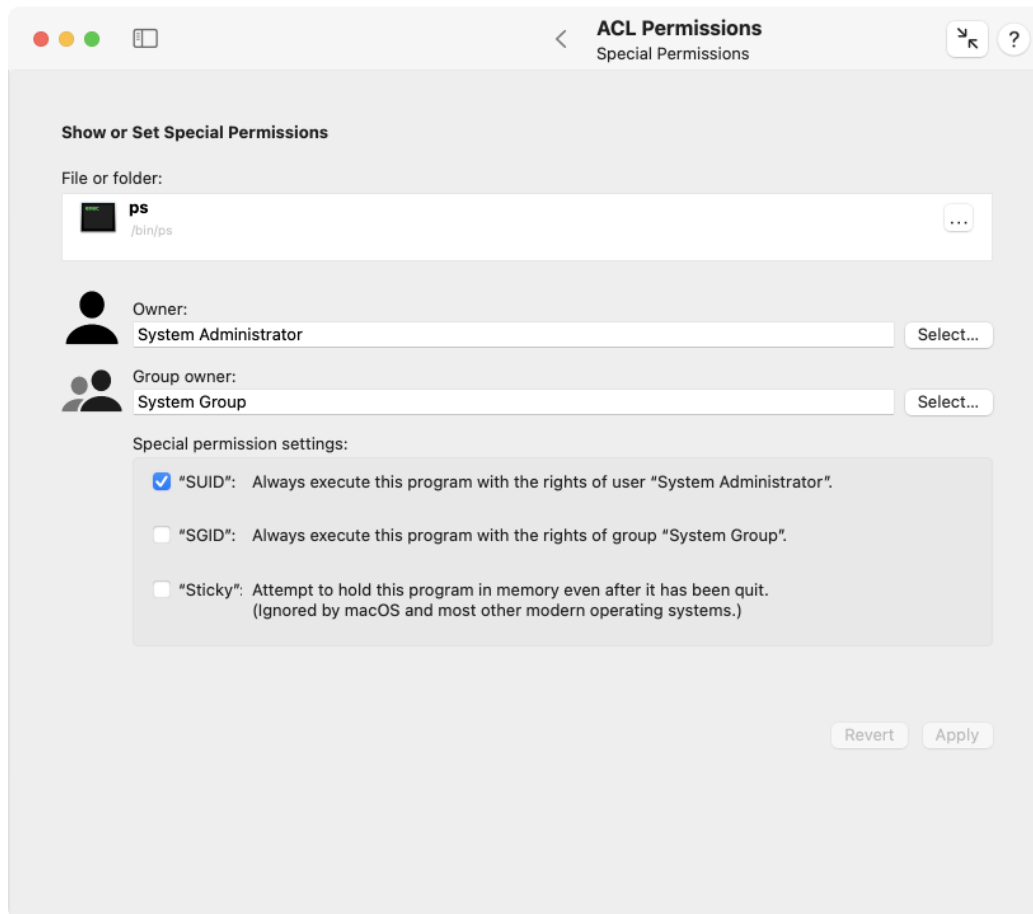 ACL Permissions
Special Permissions
?
Show or Set Special Permissions
File or folder:
ps
/bin/ps
...
Owner:
System Administrator
Select...
Group owner:
System Group
Select...
Special permission settings:
“SUID”: Always execute this program with the rights of user “System Administrator”.
“SGID”: Always execute this program with the rights of group “System Group”.
“Sticky”: Attempt to hold this program in memory even after it has been quit.
(Ignored by macOS and most other modern operating systems.)
Revert Apply